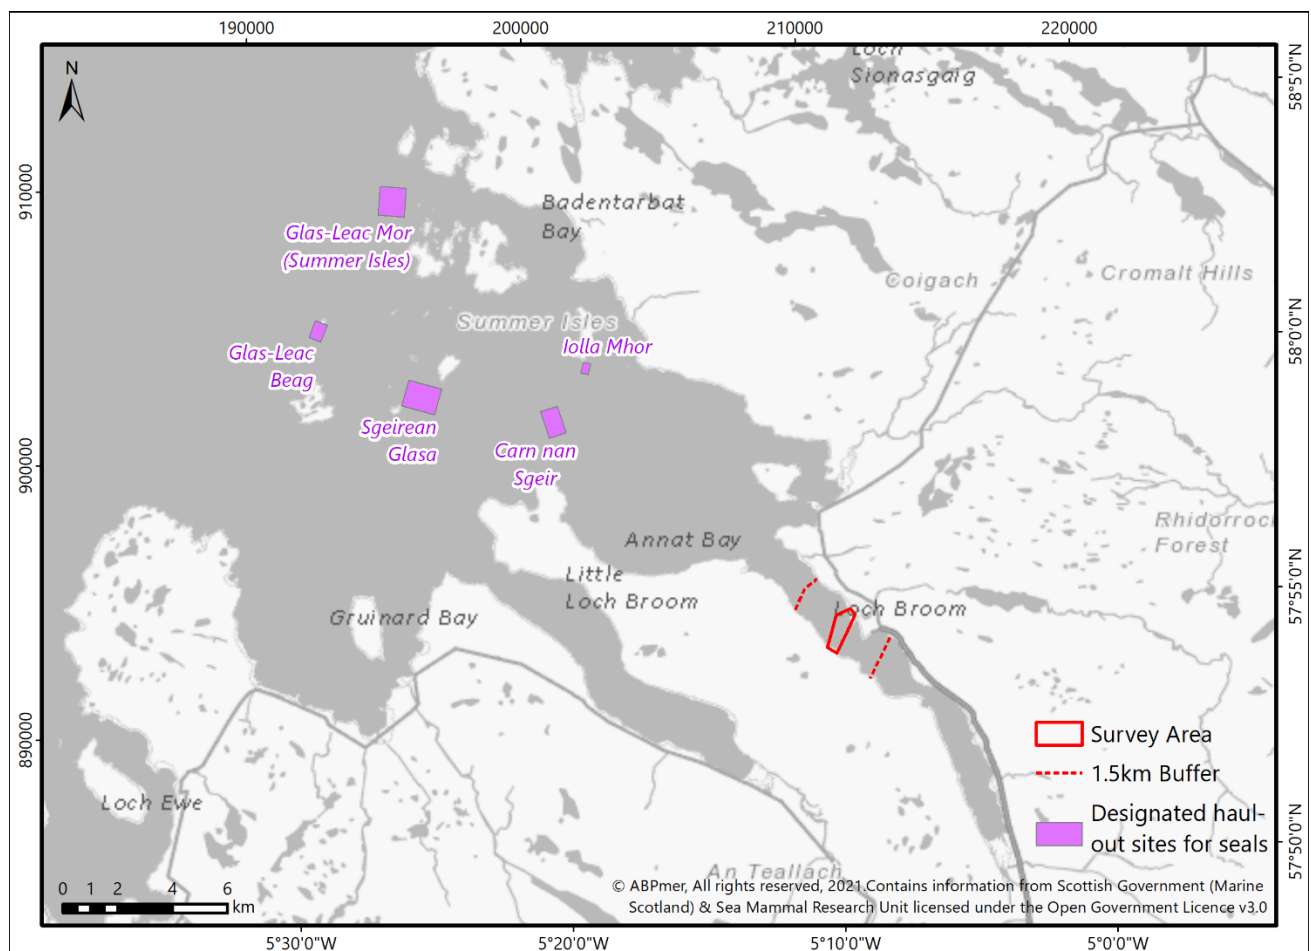 190000
200000
210000
220000
N
58°5'0"N
Loch
Sionasgaig
910000
Badentarbat
Bay
Glas-Leac Mor
(Summer Isles)
Coigach
Cromalt Hills
Summer Isles
58°0'0"N
Iolla Mhor
Glas-Leac
Beag
Sgeirean
Glasa
Carn nan
Sgeir
900000
Rhidorroch
Forest
Annat Bay
Little
Loch Broom
57°55'0"N
Loch Broom
Gruinard Bay
890000
Survey Area
1.5km Buffer
Designated haul-
out sites for seals
Loch Ewe
57°50'0"N
An Teallach
0 1 2 4 6
km
© ABPmer, All rights reserved, 2021.Contains information from Scottish Government (Marine
Scotland) & Sea Mammal Research Unit licensed under the Open Government Licence v3.0
5°30'0"W
5°20'0"W
5°10'0"W
5°0'0"W